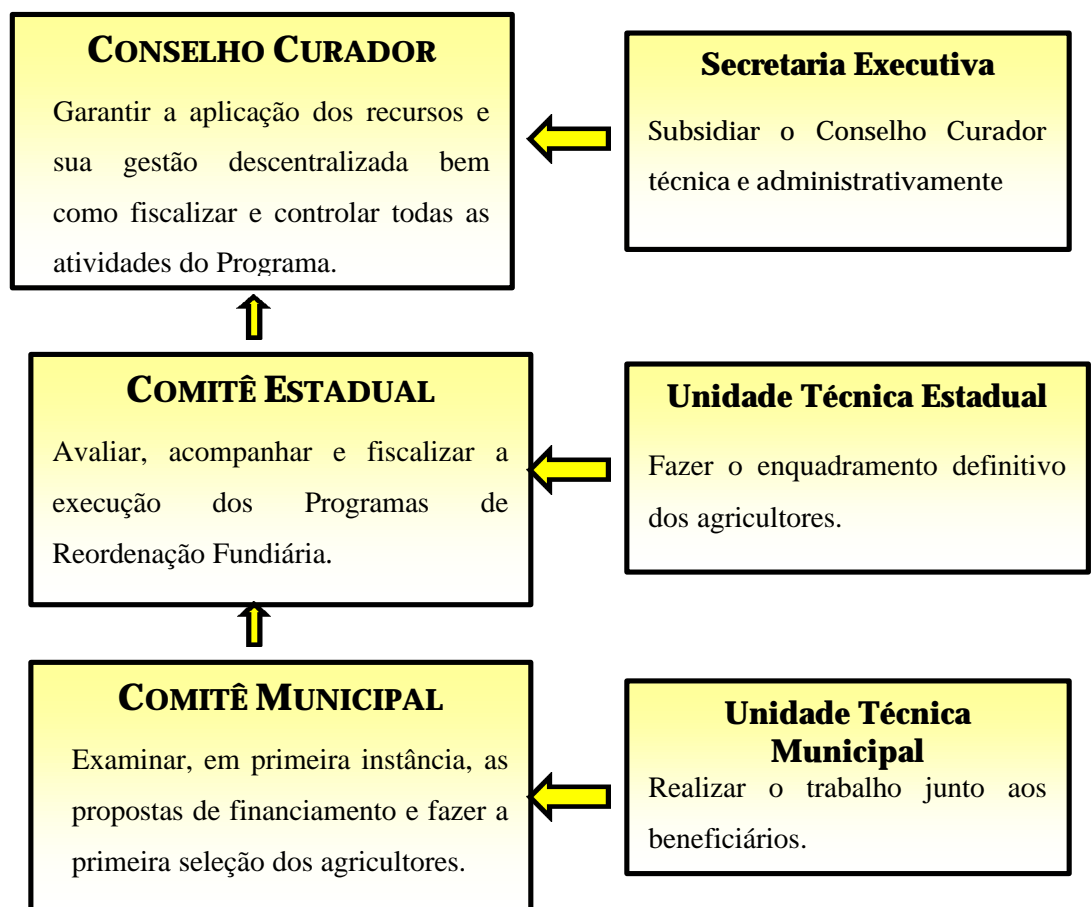 CONSELHO CURADOR
Garantir a aplicação dos recursos e
sua gestão descentralizada bem
como fiscalizar e controlar todas as
atividades do Programa.
Secretaria Executiva
Subsidiar o Conselho Curador
técnica e administrativamente
COMITÊ ESTADUAL
Avaliar, acompanhar e fiscalizar a
execução dos Programas de
Reordenação Fundiária.
Unidade Técnica Estadual
Fazer o enquadramento definitivo
dos agricultores.
COMITÊ MUNICIPAL
Examinar, em primeira instância, as
propostas de financiamento e fazer a
primeira seleção dos agricultores.
Unidade Técnica
Municipal
Realizar o trabalho junto aos
beneficiários.